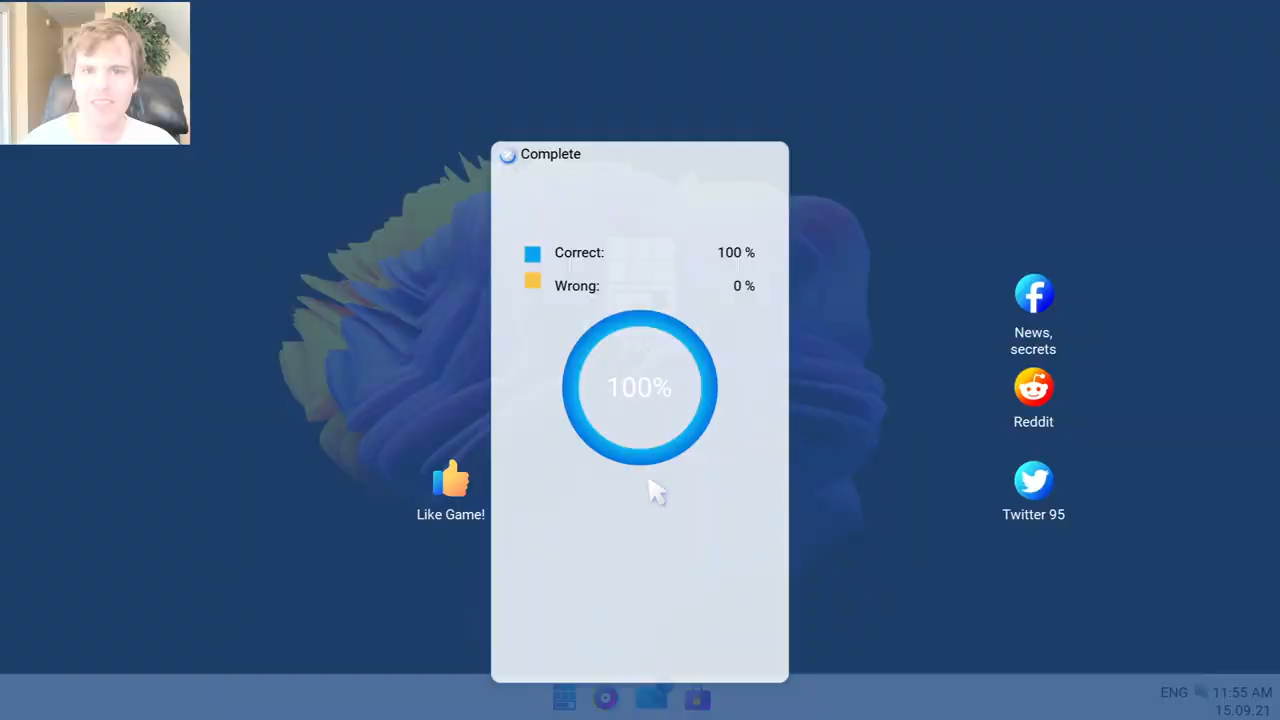 Complete
Correct: 100 %
Wrong: 0 %
100%
News,
secrets
Reddit
Like Game!
Twitter 95
ENG 11:55 AM
15.09.21